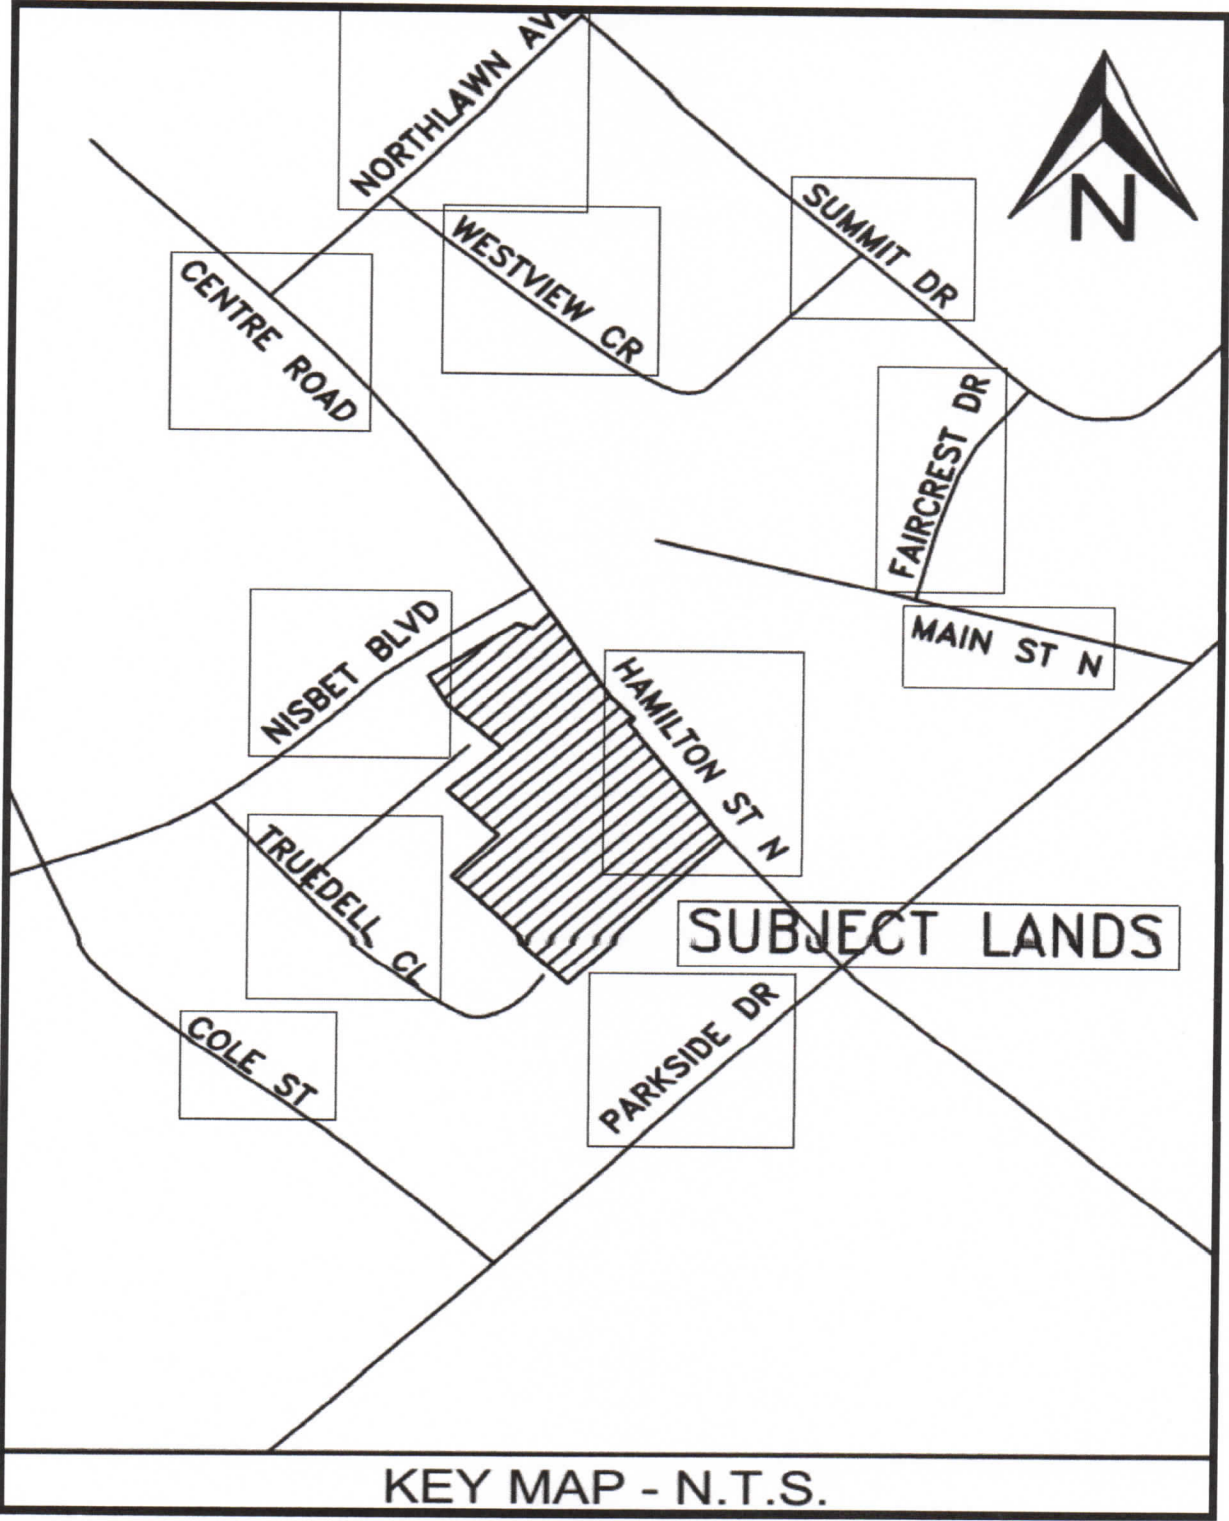 NORTHLAWN AVE
N
SUMMIT DR
WESTVIEW CR
CENTRE ROAD
FAIRCREST DR
NISBET BLVD
MAIN ST N
HAMILTON ST N
TRUEDELL CL
SUBJECT LANDS
PARKSIDE DR
COLE ST
KEY MAP - N.T.S.